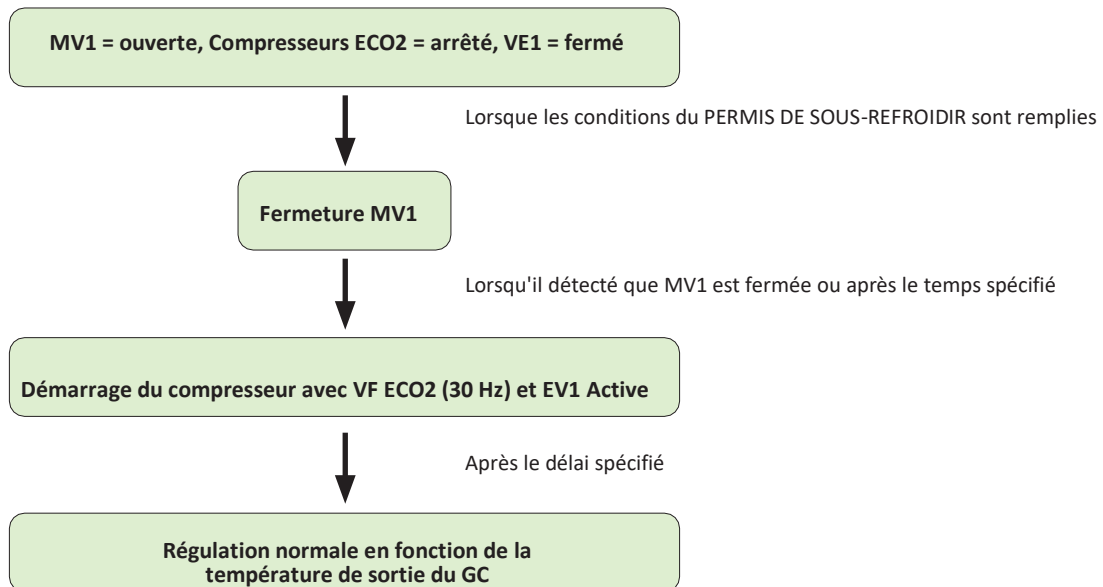 MV1 = ouverte, Compresseurs ECO2 = arrêté, VE1 = fermé
Lorsque les conditions du PERMIS DE SOUS-REFROIDIR sont remplies
Fermeture MV1
Lorsqu'il détecté que MV1 est fermée ou après le temps spécifié
Démarrage du compresseur avec VF ECO2 (30 Hz) et EV1 Active
Après le délai spécifié
Régulation normale en fonction de la
température de sortie du GC